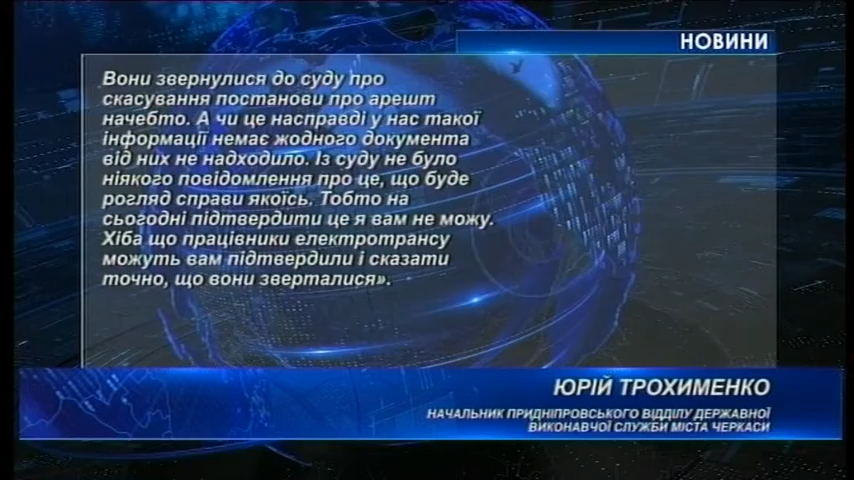 НОВИНИ
Вони звернулися до суду про
скасування постанови про арешт
начебто. А чи це насправді у нас такої
інформації немає жодного документа
від них не надходило. Із суду не було
ніякого повідомлення про це, що буде
рогляд справи якоїсь. Тобто на
сьогодні підтвердити це я вам не можу.
Хіба що працівники електротрансу
можуть вам підтвердили і сказати
точно, що вони зверталися».
ЮРІЙ ТРОХИМЕНКО
НАЧАЛЬНИК ПРИДНІПРОВСЬКОГО ВІДДІЛУ ДЕРЖАВНОЇ
ВИКОНАВЧОЇ СЛУЖБИ МІСТА ЧЕРКАСИ